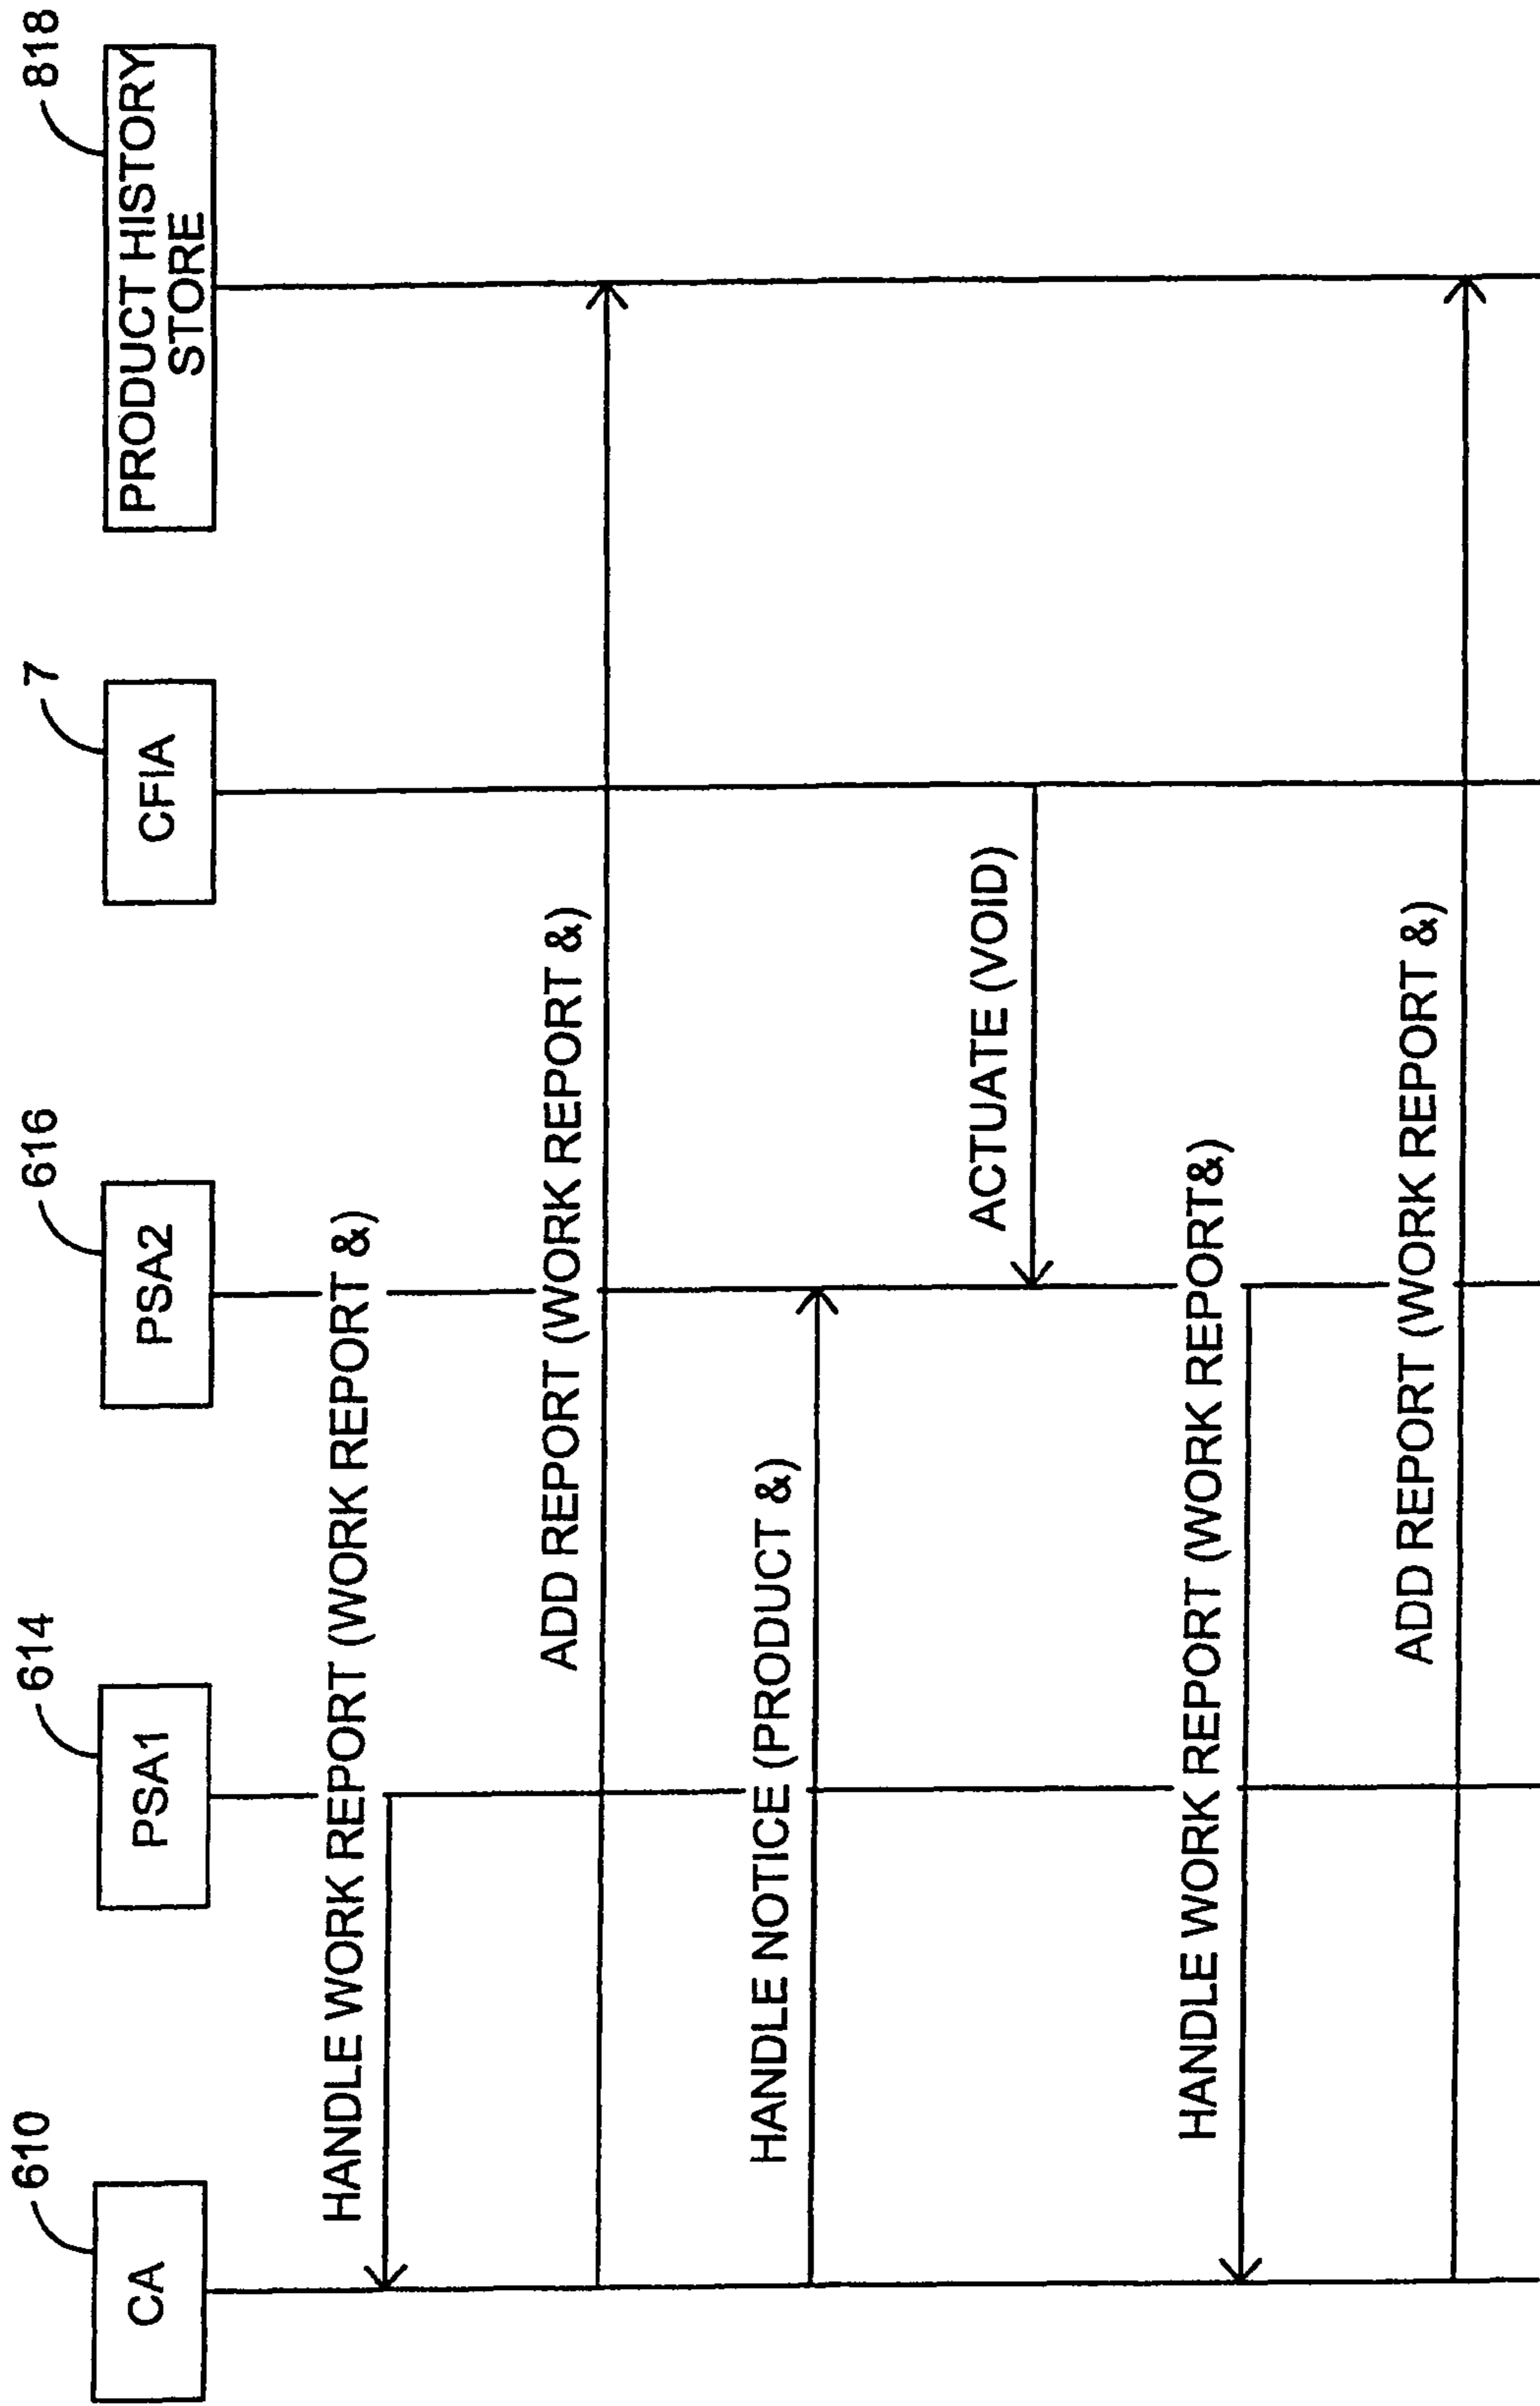 610
CA
614
PSA1
616
PSA2
7
CFIA
818
PRODUCT HISTORY
STORE
HANDLE WORK REPORT (WORK REPORT &)
ADD REPORT (WORK REPORT &)
HANDLE NOTICE (PRODUCT &)
ACTUATE (VOID)
HANDLE WORK REPORT (WORK REPORT&)
ADD REPORT (WORK REPORT &)